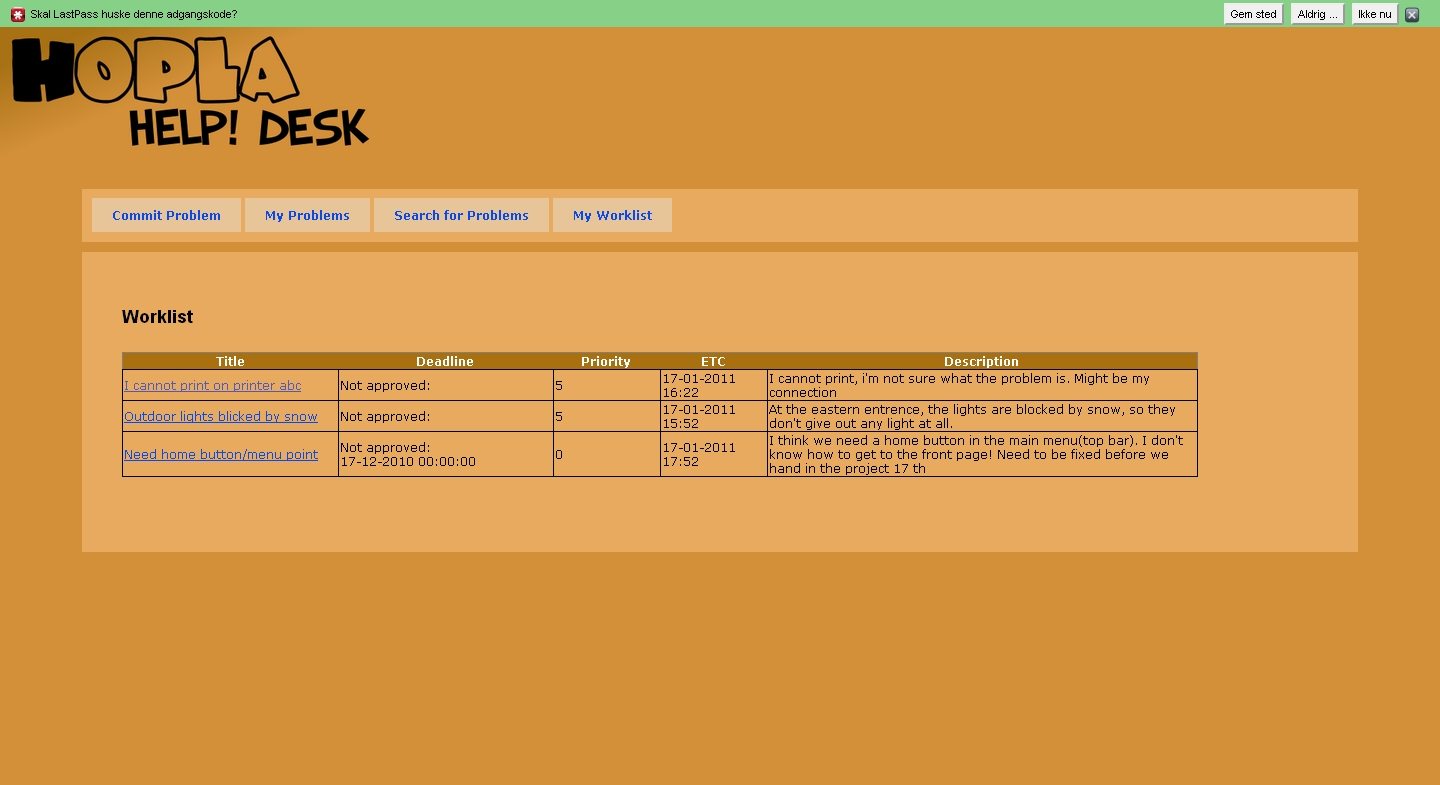 Skal LastPass huske denne adgangskode? Gem sted Aldrig ... Ikke nu
HOPLA
HELP! DESK
Commit Problem My Problems Search for Problems My Worklist
Worklist
Title Deadline Priority ETC Description
I cannot print on printer abc Not approved: 5 17-01-2011 16:22 I cannot print, i'm not sure what the problem is. Might be my
connection
Outdoor lights blicked by snow Not approved: 5 17-01-2011 15:52 At the eastern entrence, the lights are blocked by snow, so they
don't give out any light at all.
Need home button/menu point Not approved: 17-12-2010 00:00:00 0 17-01-2011 17:52 I think we need a home button in the main menu(top bar). I don't
know how to get to the front page! Need to be fixed before we
hand in the project 17 th